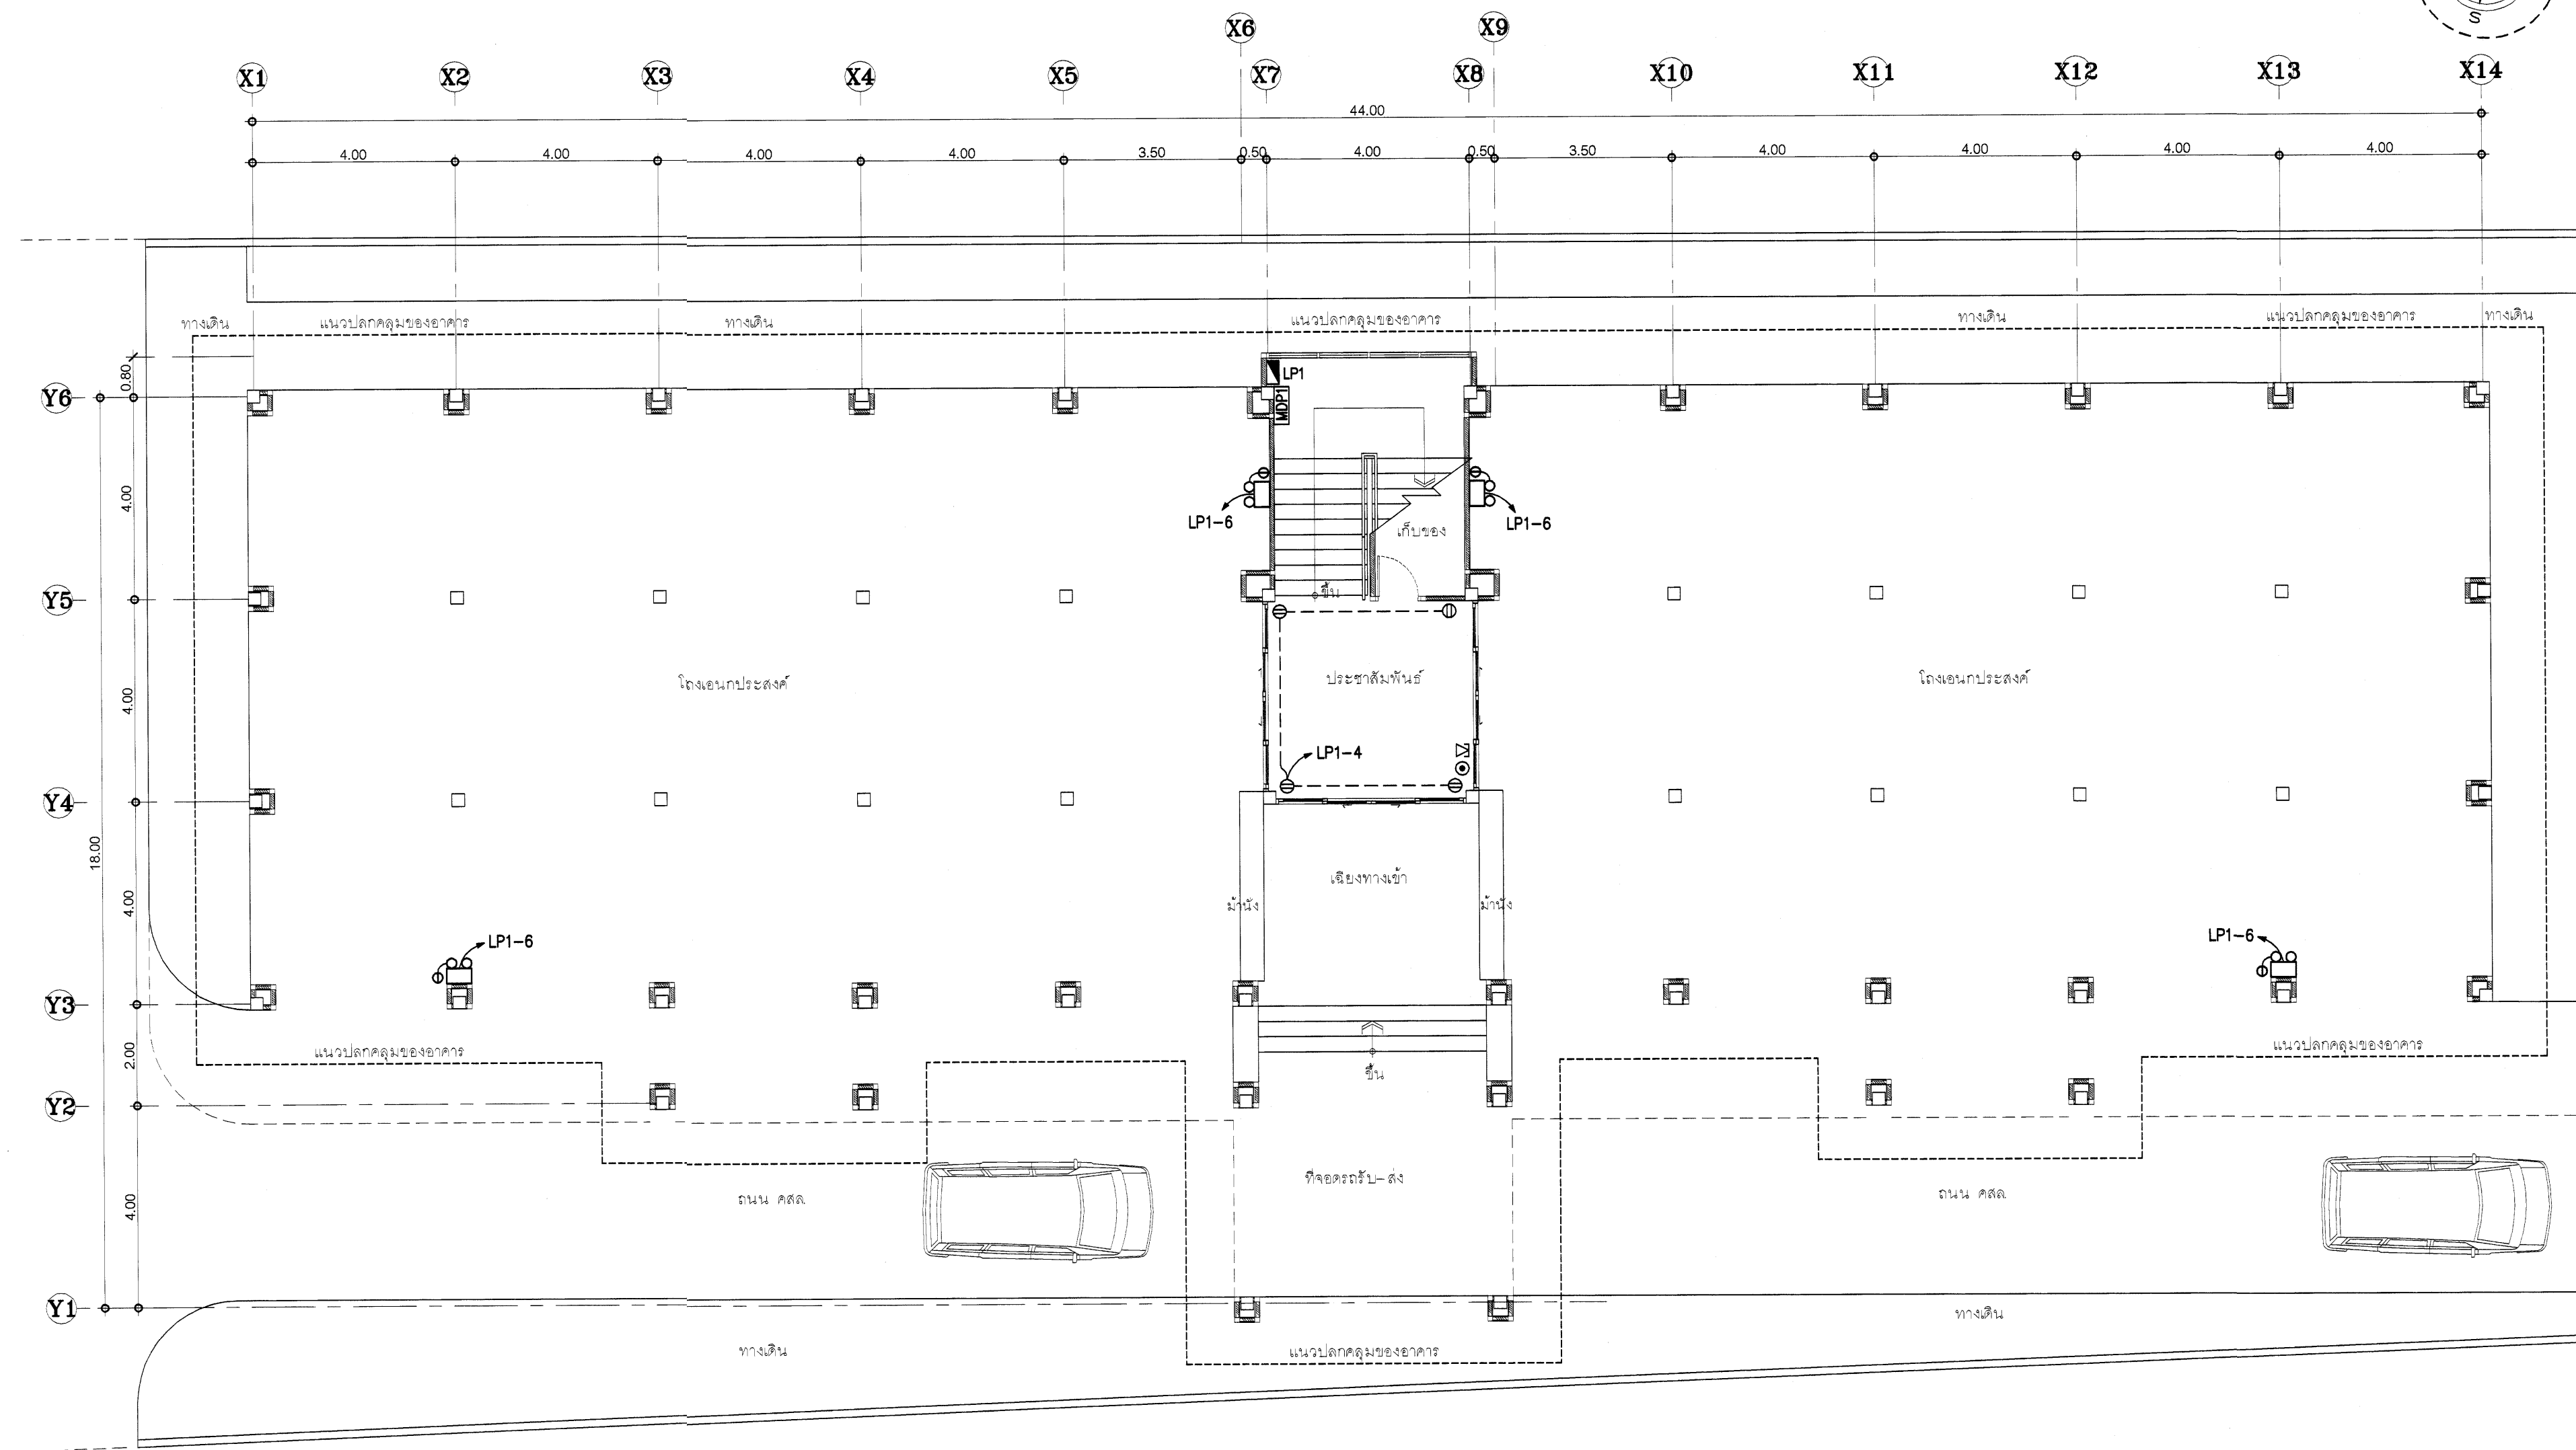 S
X6 X9
X1 X2 X3 X4 X5 X7 X8 X10 X11 X12 X13 X14
44.00
4.00 4.00 4.00 4.00 3.50 0.50 4.00 0.50 3.50 4.00 4.00 4.00 4.00
ทางเดิน แนวปลกคลุมของอาคาร ทางเดิน แนวปลกคลุมของอาคาร ทางเดิน แนวปลกคลุมของอาคาร ทางเดิน
0.80
LP1
Y6
MDP1
4.00
LP1-6 LP1-6
เก็บของ
Y5
ขึ้น
โถงเอนกประสงค์ ประชาสัมพันธ์ โถงเอนกประสงค์
4.00
LP1-4
Y4
18.00
4.00
เฉียงทางเข้า
ม้านั่ง ม้านั่ง
LP1-6 LP1-6
Y3
แนวปลกคลุมของอาคาร แนวปลกคลุมของอาคาร
2.00
ขึ้น
Y2
ที่จอดรถรับ-ส่ง
4.00
ถนน คสล. ถนน คสล.
Y1
ทางเดิน
ทางเดิน แนวปลกคลุมของอาคาร